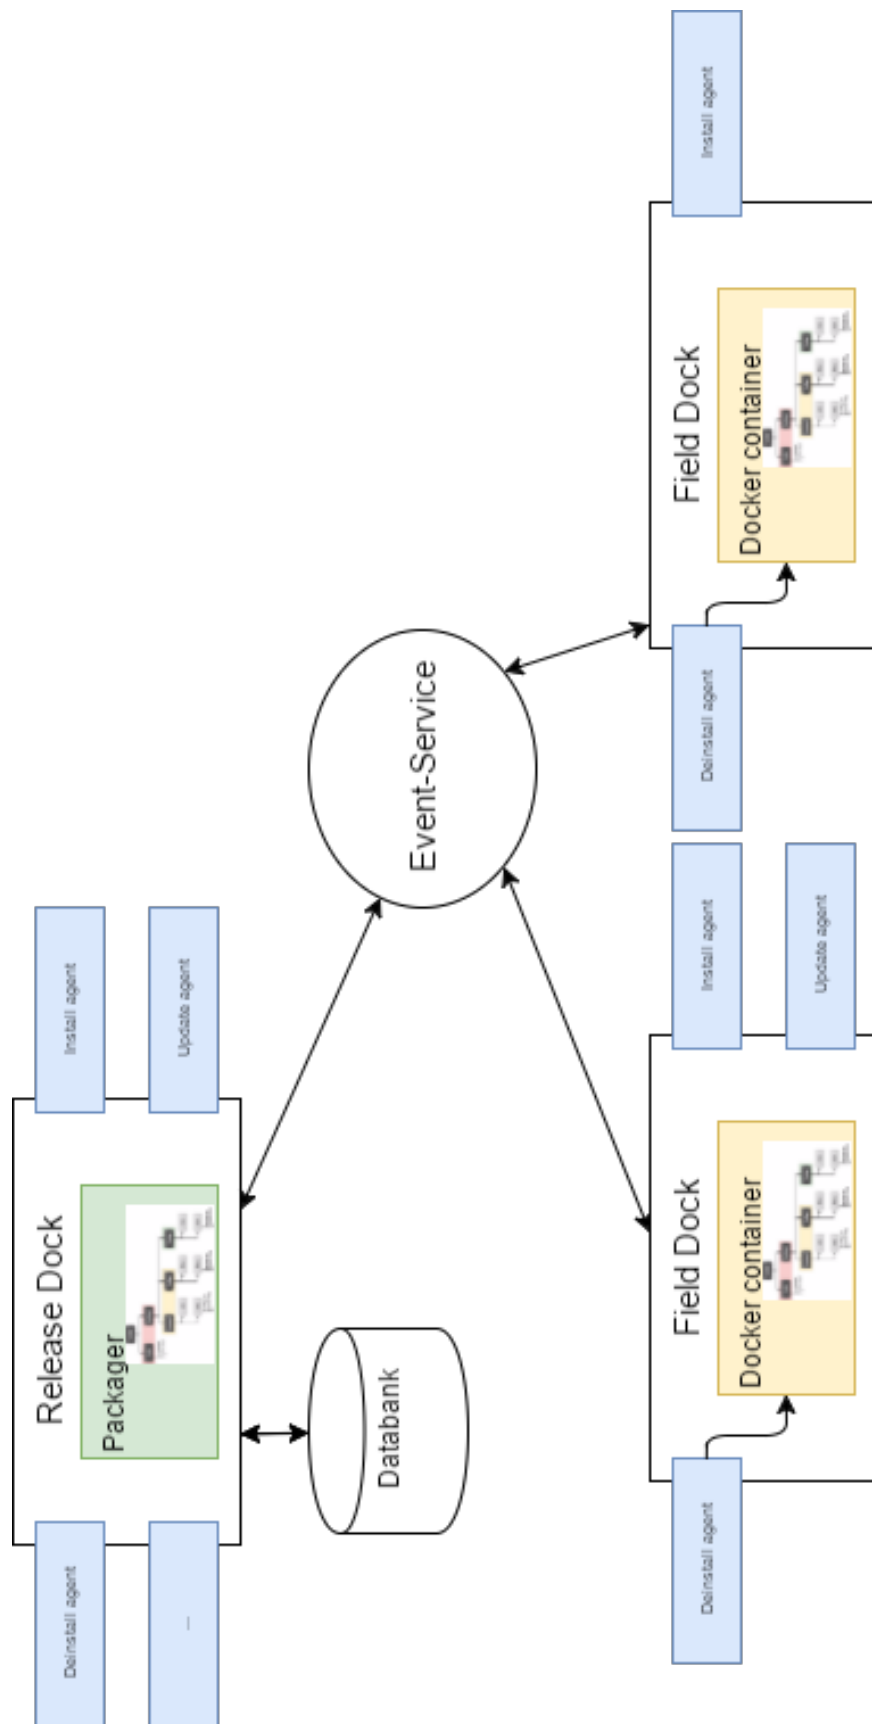 Deinstall agent
Release Dock
Install agent
Packager
...
Update agent
Databank
Event-Service
Deinstall agent
Field Dock
Install agent
Docker container
Update agent
Deinstall agent
Field Dock
Install agent
Docker container